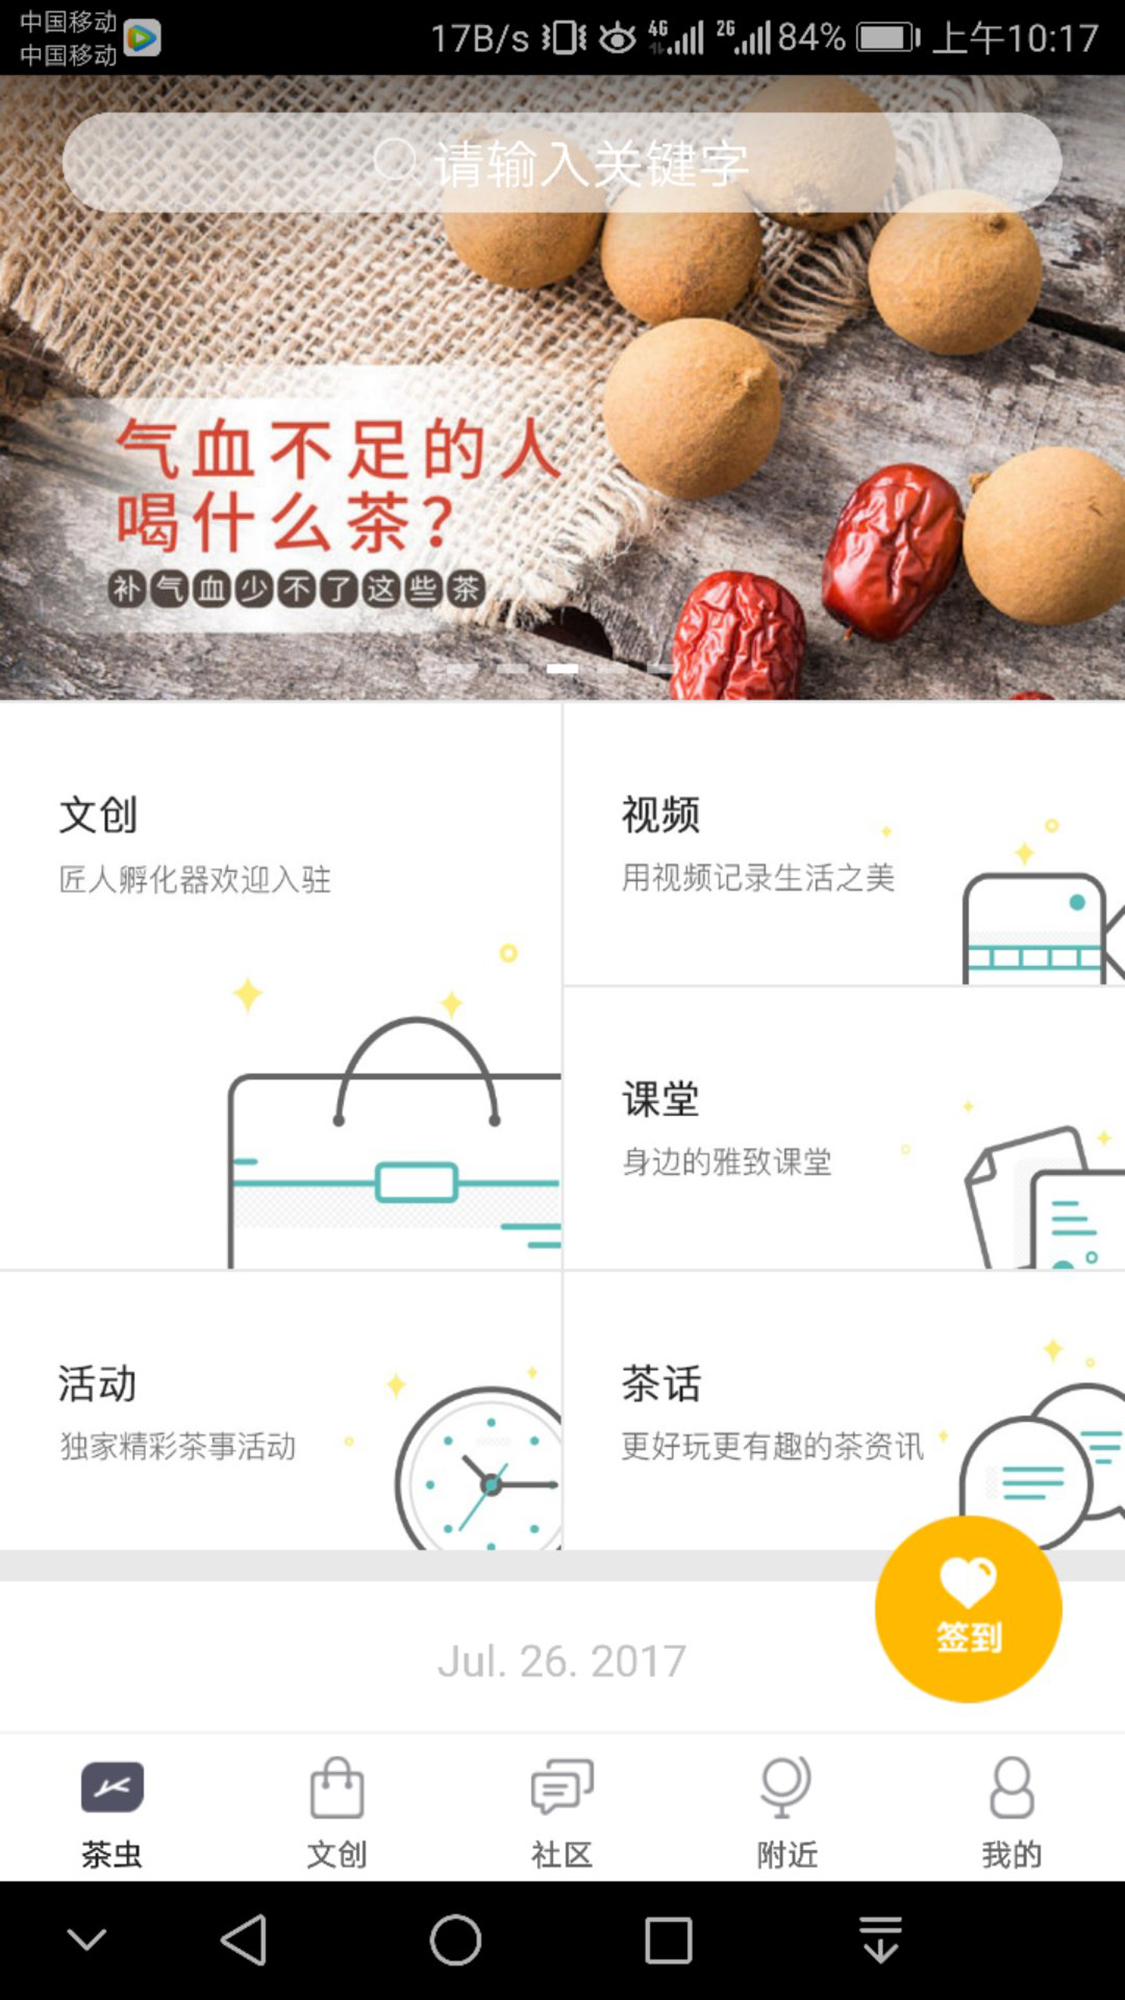 中国移动
中国移动
17B/s 4G 2G 84% 上午10:17
请输入关键字
气血不足的人
喝什么茶?
补气血少不了这些茶
文创
匠人孵化器欢迎入驻
视频
用视频记录生活之美
课堂
身边的雅致课堂
活动
独家精彩茶事活动
茶话
更好玩更有趣的茶资讯
签到
Jul. 26. 2017
茶虫
文创
社区
附近
我的